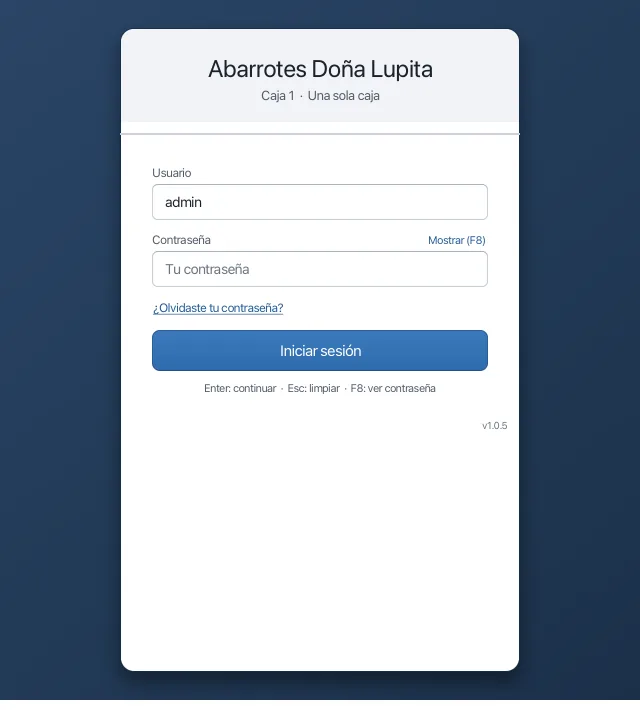 Abarrotes Doña Lupita
Caja 1 · Una sola caja
Usuario
admin
Contraseña Mostrar (F8)
Tu contraseña
¿Olvidaste tu contraseña?
Iniciar sesión
Enter: continuar · Esc: limpiar · F8: ver contraseña
v1.0.5